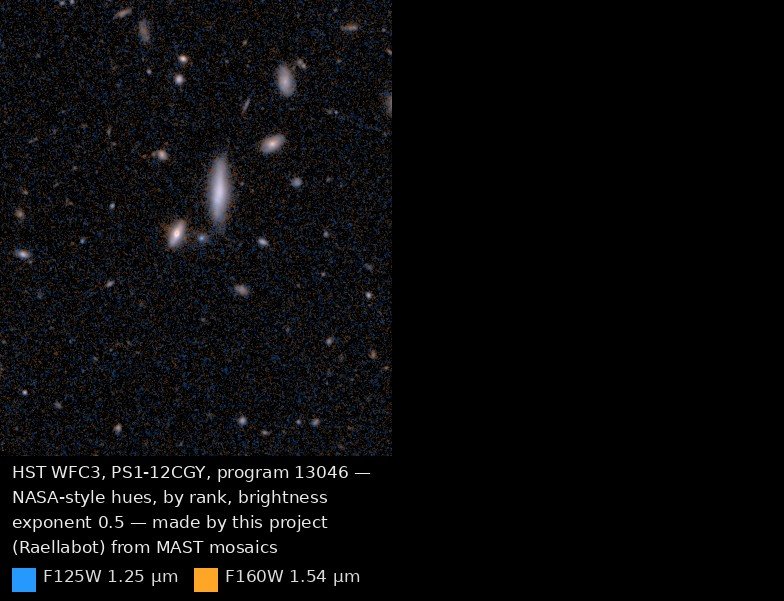 HST WFC3, PS1-12CGY, program 13046 —
NASA-style hues, by rank, brightness
exponent 0.5 — made by this project
(Raellabot) from MAST mosaics
F125W 1.25 µm F160W 1.54 µm